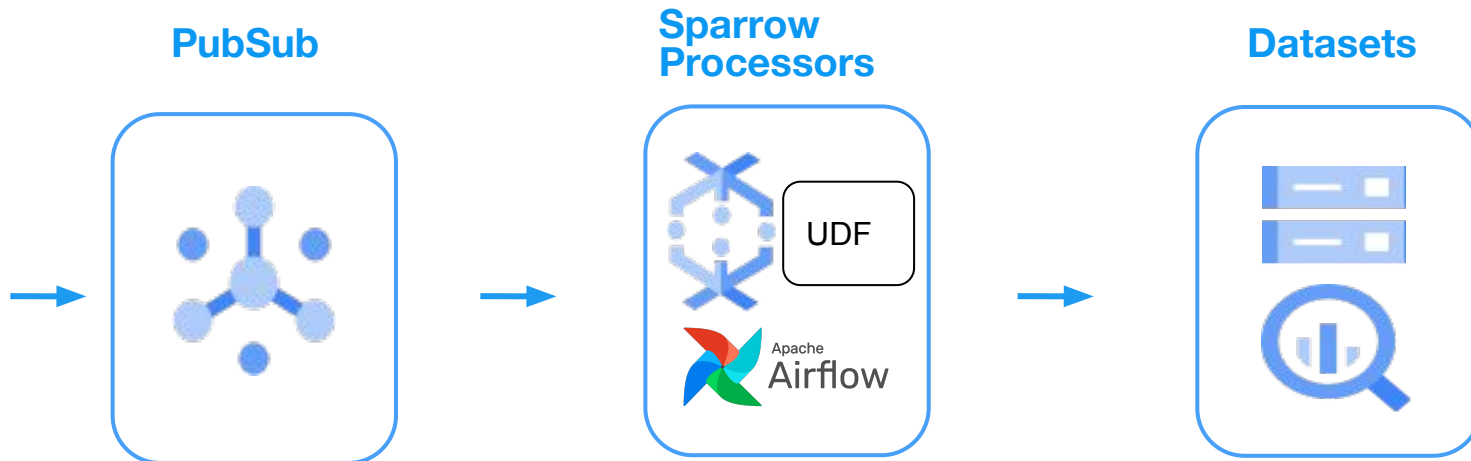 PubSub
Sparrow
Processors
Datasets
UDF
Apache
Airflow